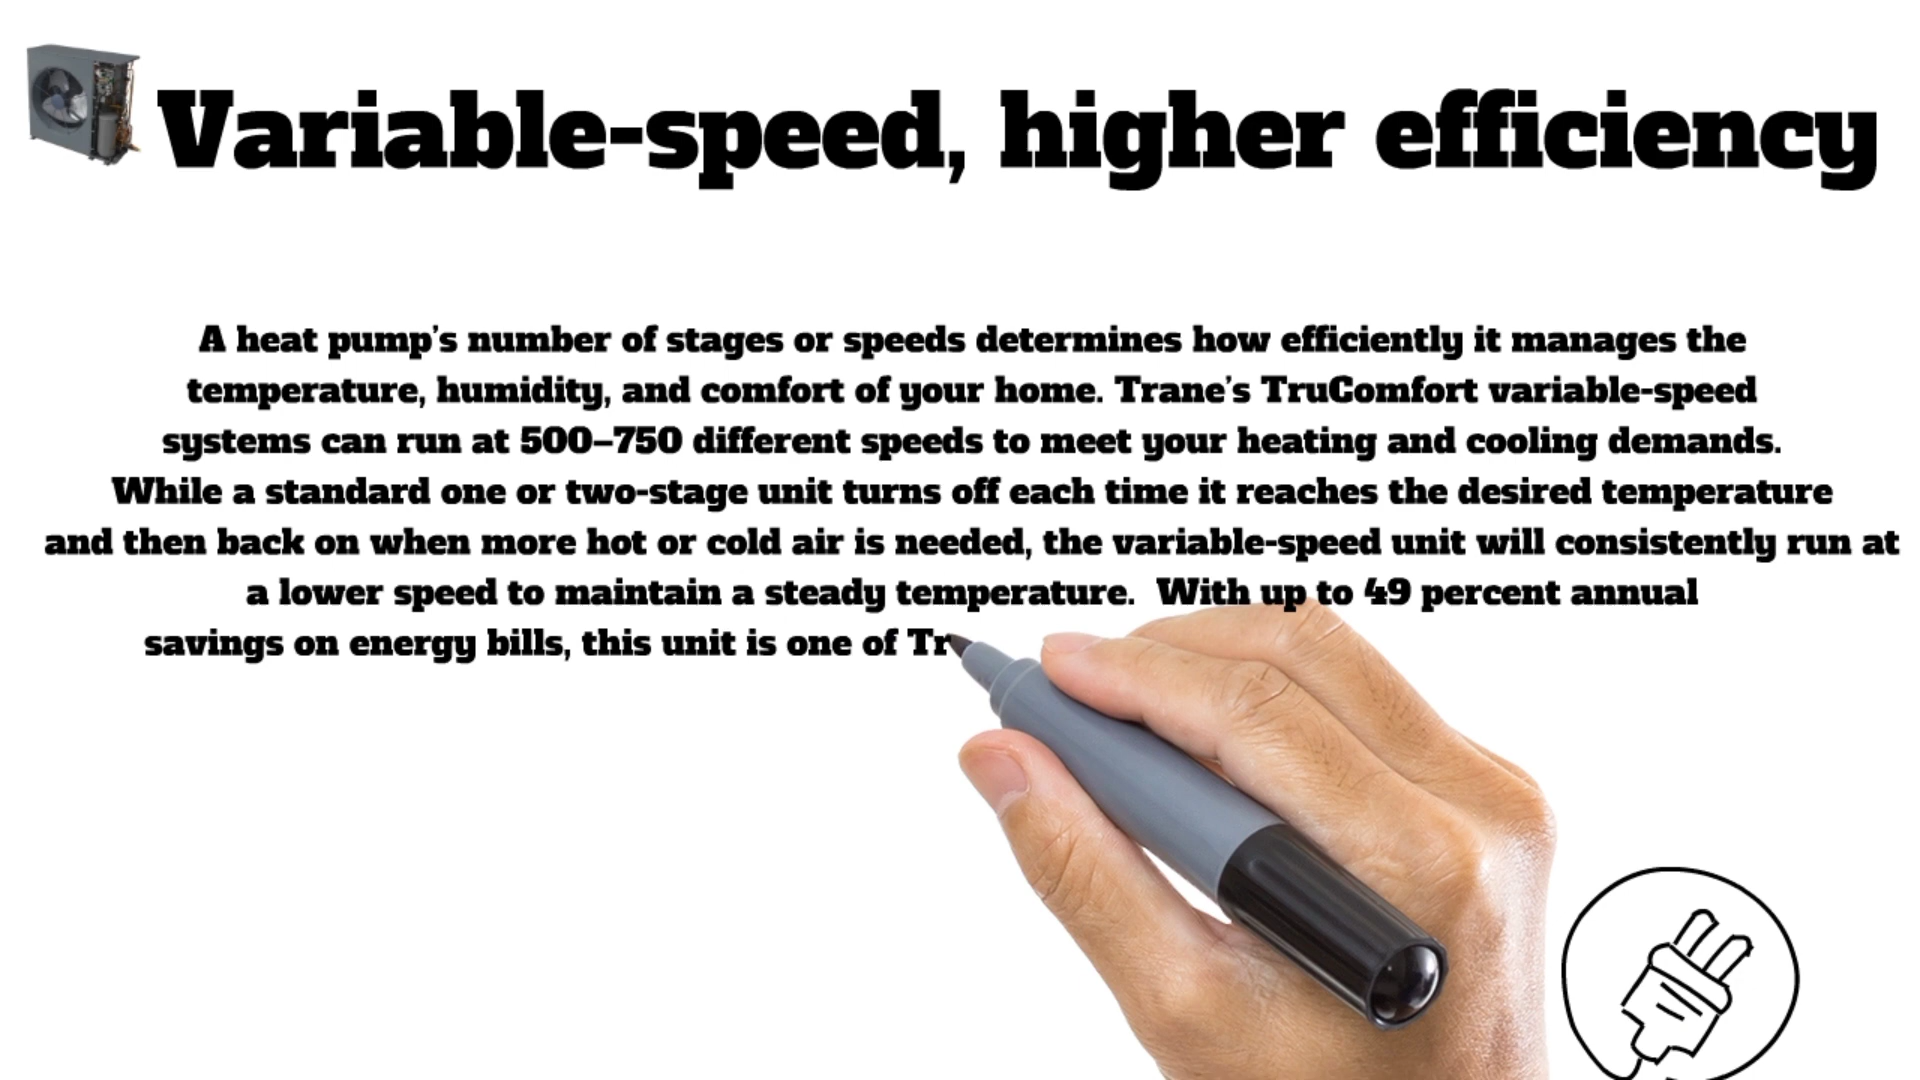 Variable-speed, higher efficiency
A heat pump's number of stages or speeds determines how efficiently it manages the
temperature, humidity, and comfort of your home. Trane's TruComfort variable-speed
systems can run at 500–750 different speeds to meet your heating and cooling demands.
While a standard one or two-stage unit turns off each time it reaches the desired temperature
and then back on when more hot or cold air is needed, the variable-speed unit will consistently run at
a lower speed to maintain a steady temperature.  With up to 49 percent annual
savings on energy bills, this unit is one of Tr